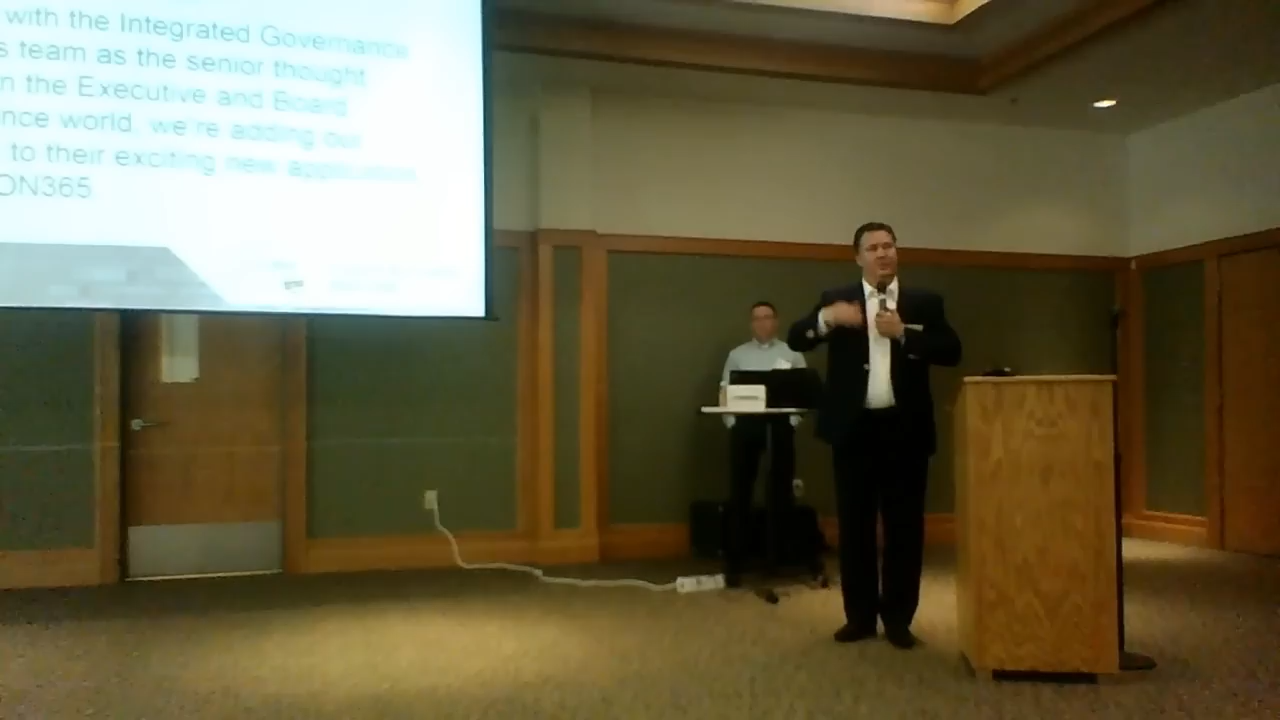 with the Integrated Governance
s team as the senior thought
n the Executive and Board
nce world, we're adding our
to their exciting new application,
ON365